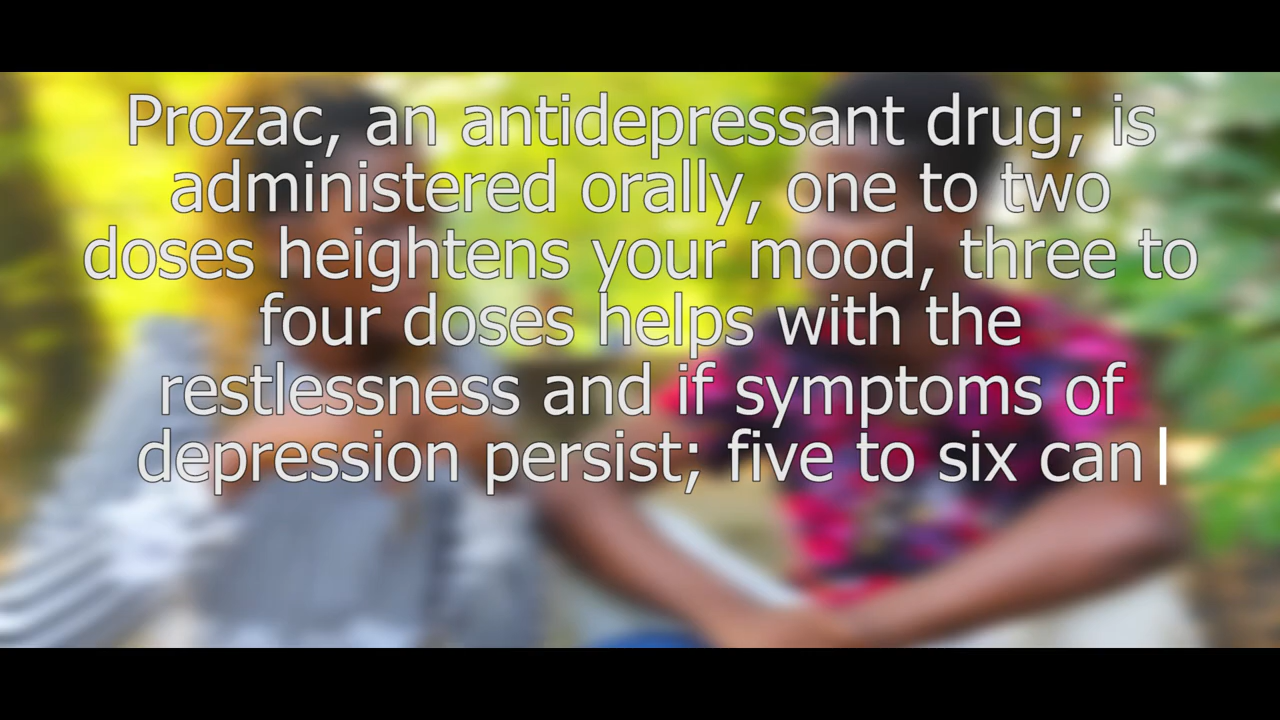 Prozac, an antidepressant drug; is
administered orally, one to two
doses heightens your mood, three to
four doses helps with the
restlessness and if symptoms of
depression persist; five to six can